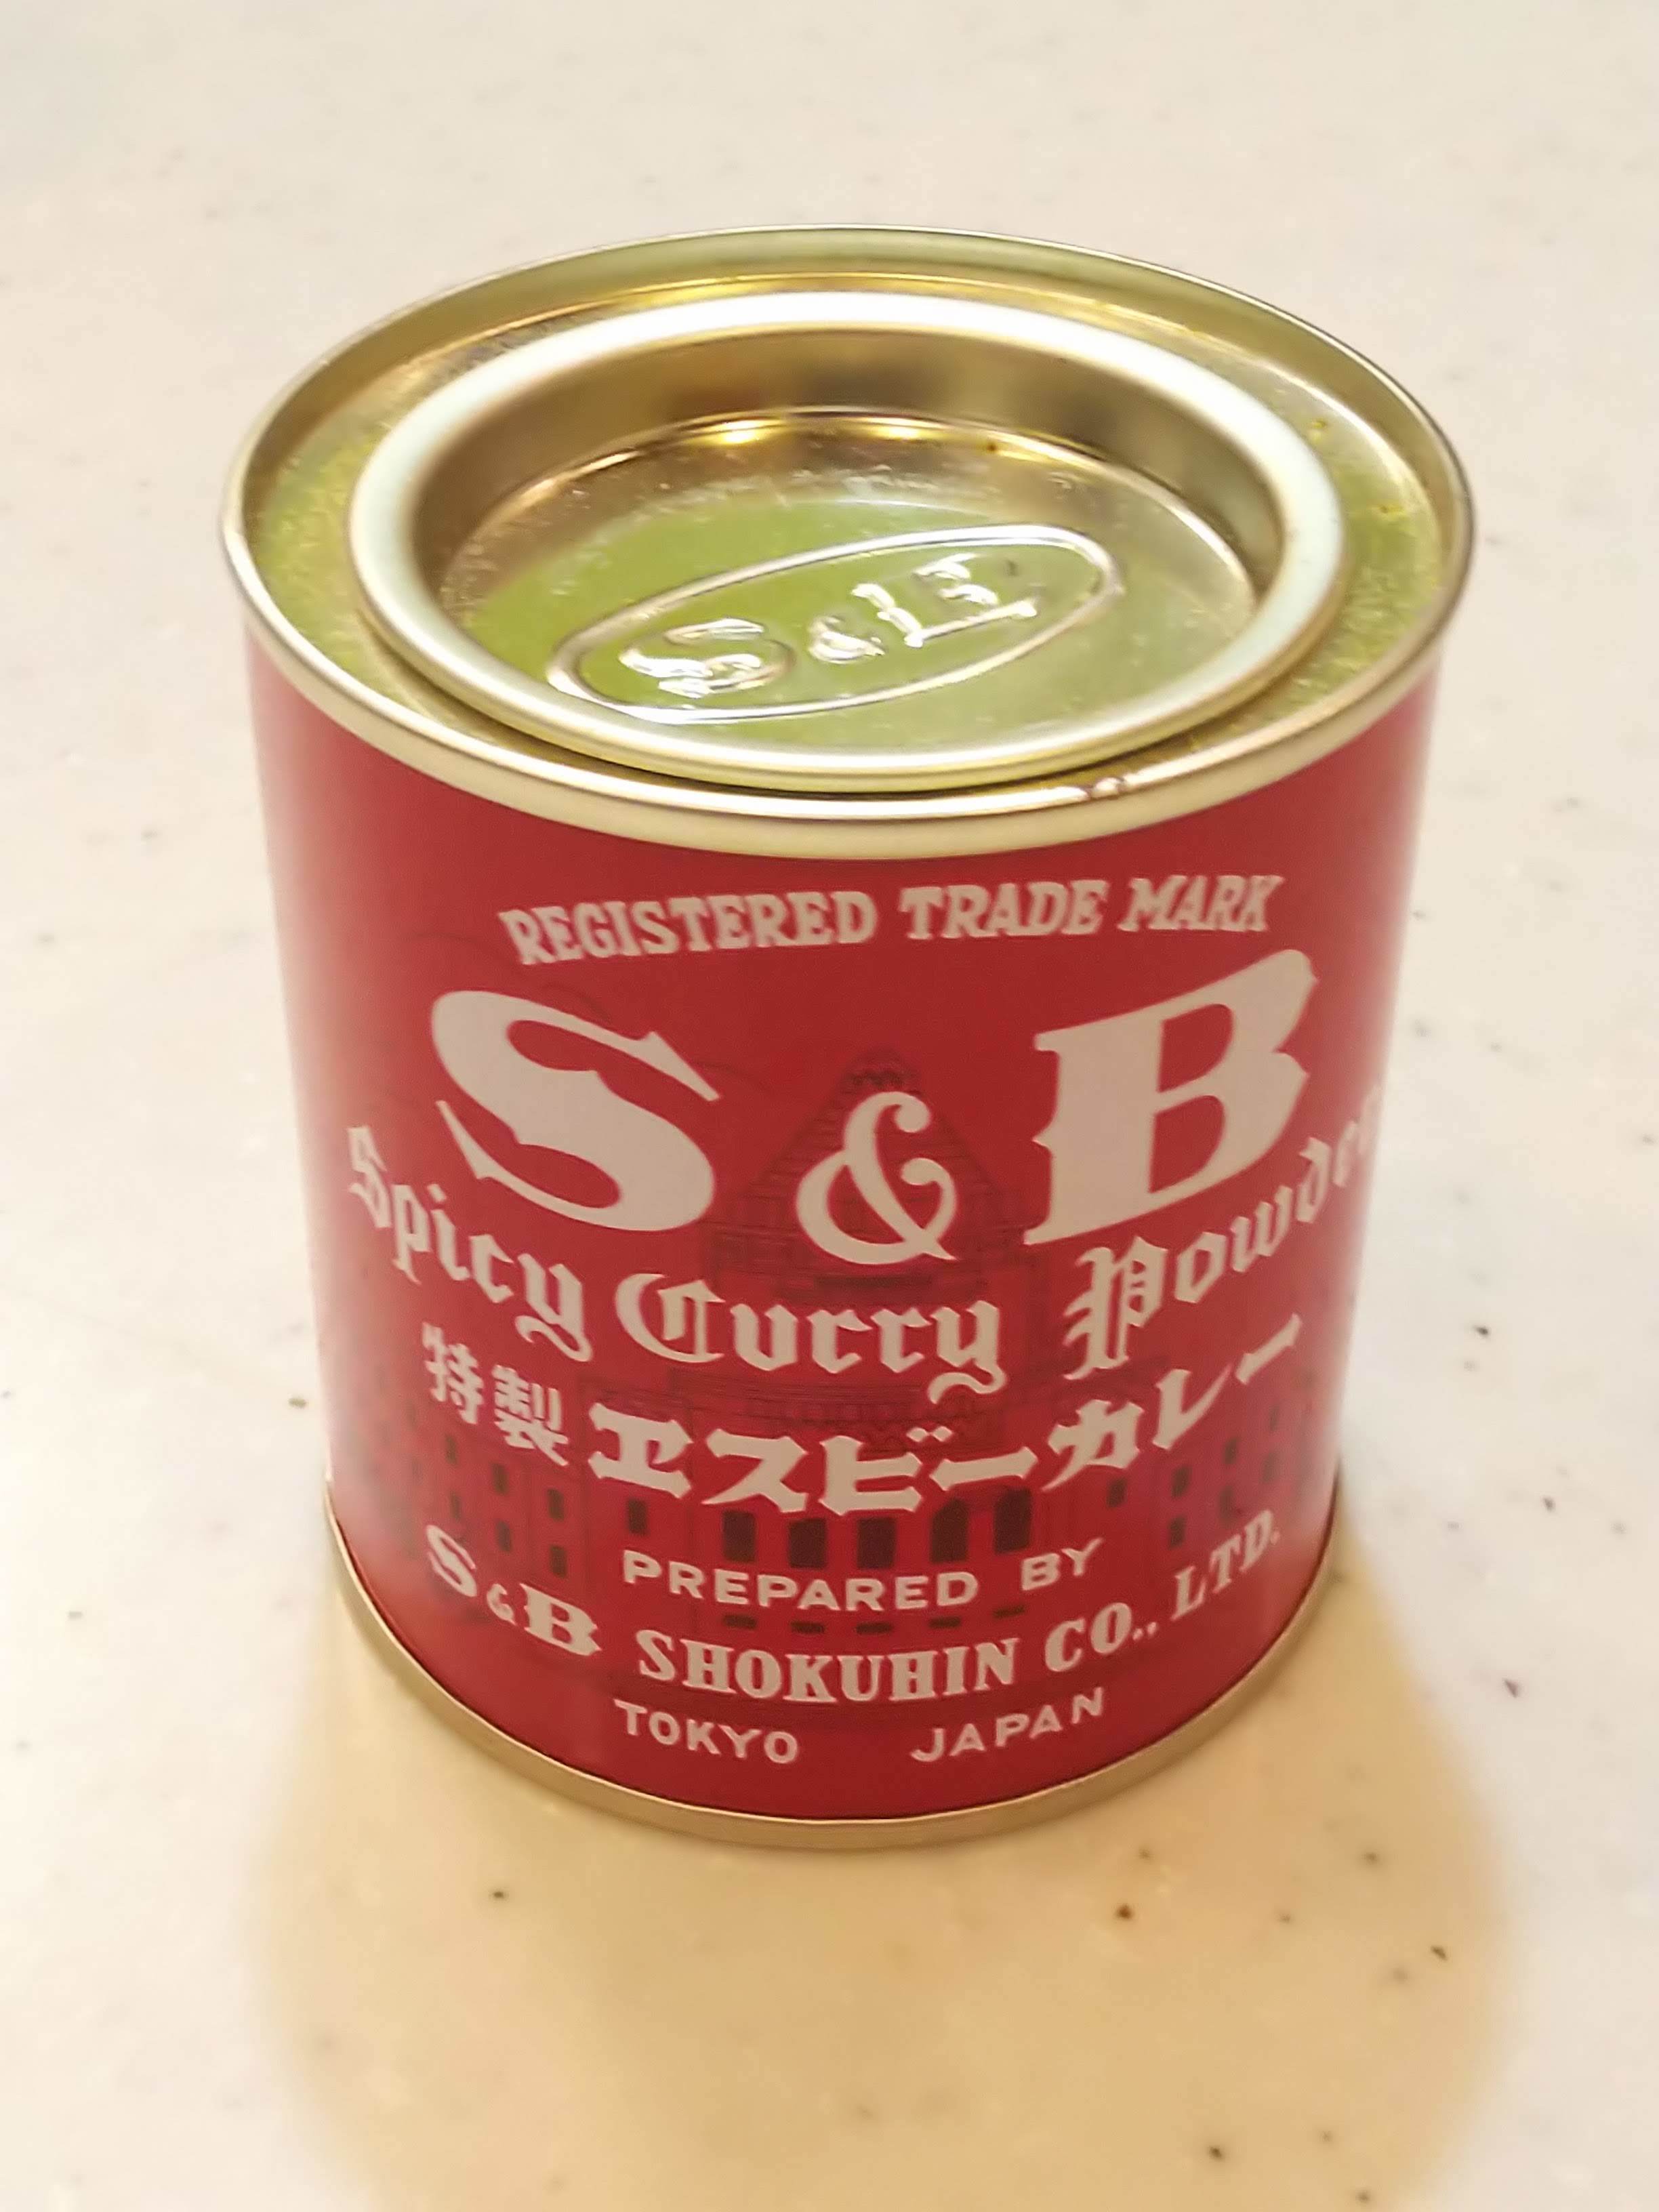 S&B
REGISTERED TRADE MARK
S & B
Spicy Curry Powder
特製ヱスビーカレー
PREPARED BY
S&B SHOKUHIN CO., LTD.
TOKYO JAPAN